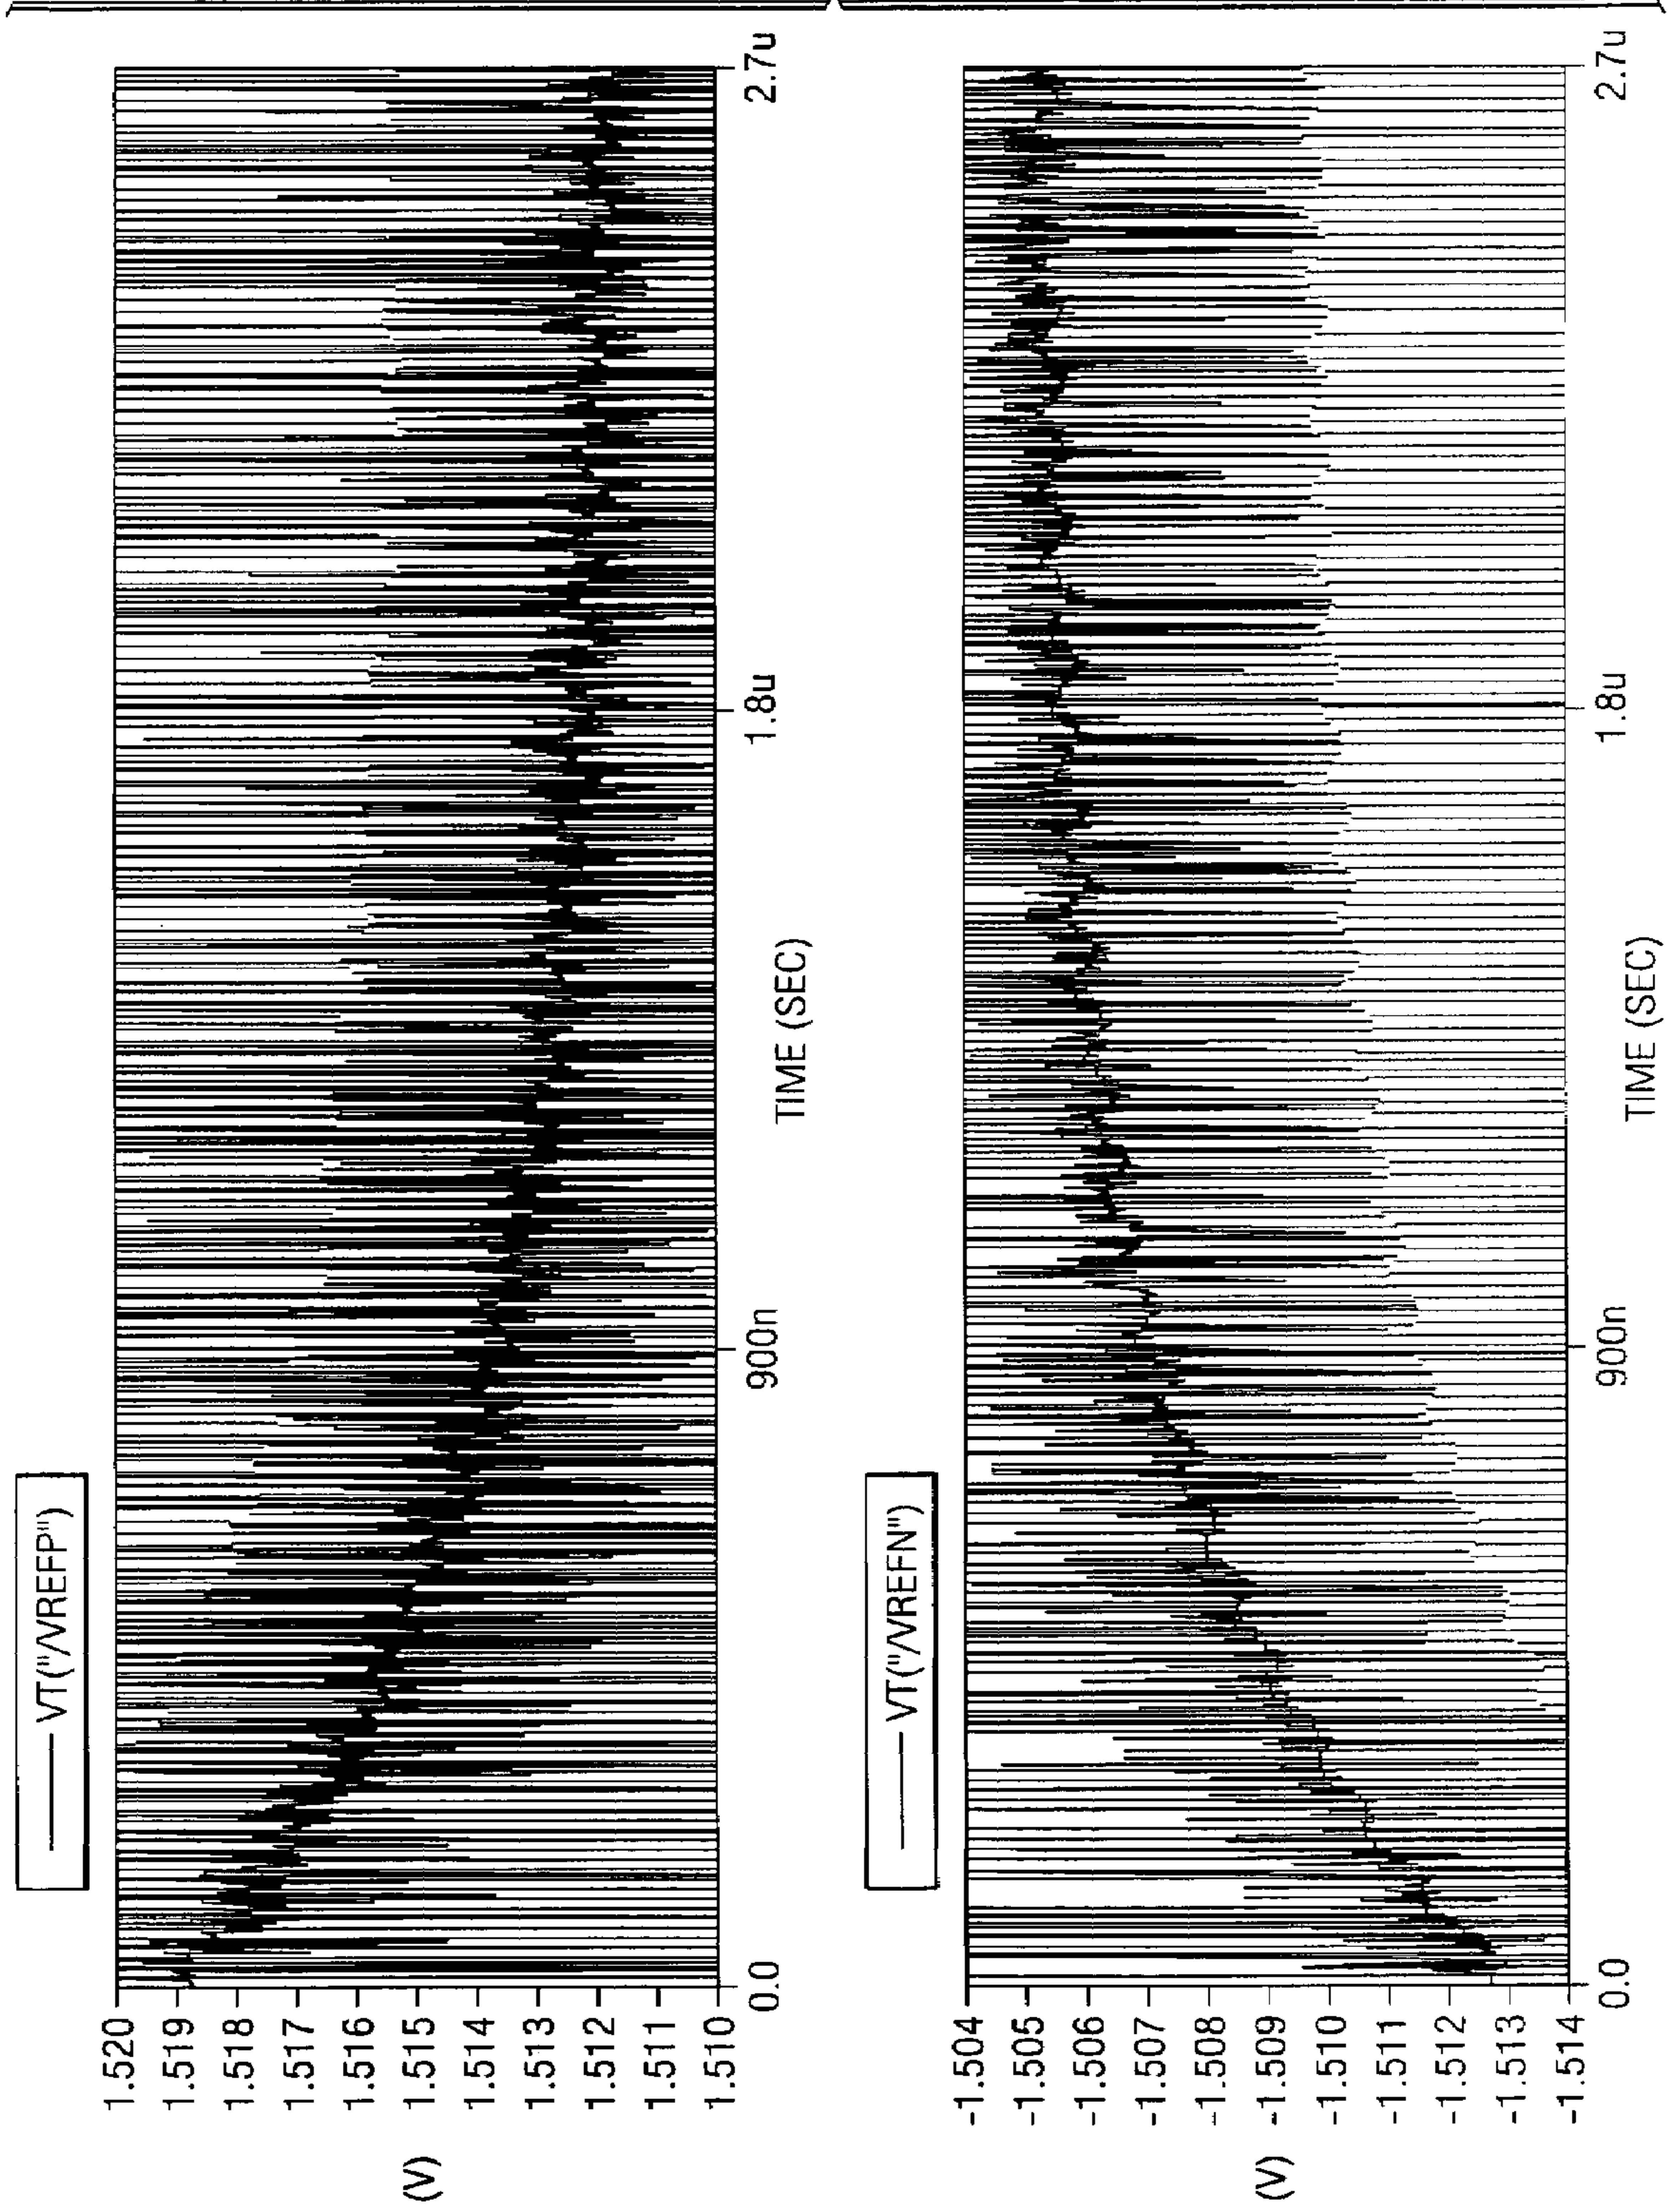 VT("/VREFP")
(V)
1.520
1.519
1.518
1.517
1.516
1.515
1.514
1.513
1.512
1.511
1.510
0.0
900n
1.8u
2.7u
TIME (SEC)
VT("/VREFN")
(V)
-1.504
-1.505
-1.506
-1.507
-1.508
-1.509
-1.510
-1.511
-1.512
-1.513
-1.514
0.0
900n
1.8u
2.7u
TIME (SEC)